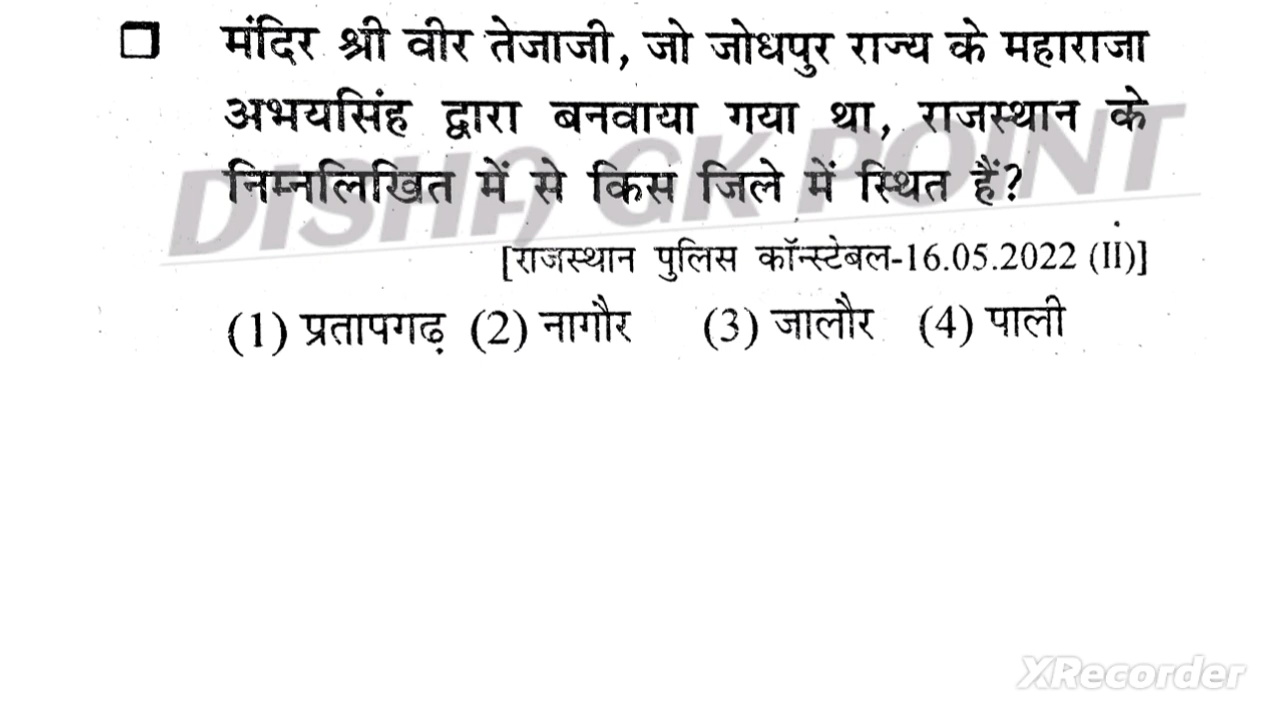 मंदिर श्री वीर तेजाजी, जो जोधपुर राज्य के महाराजा
अभयसिंह द्वारा बनवाया गया था, राजस्थान के
निम्नलिखित में से किस जिले में स्थित हैं?
DISHA GK POINT
[राजस्थान पुलिस कॉन्स्टेबल-16.05.2022 (II)]
(1) प्रतापगढ़ (2) नागौर (3) जालौर (4) पाली
XRecorder